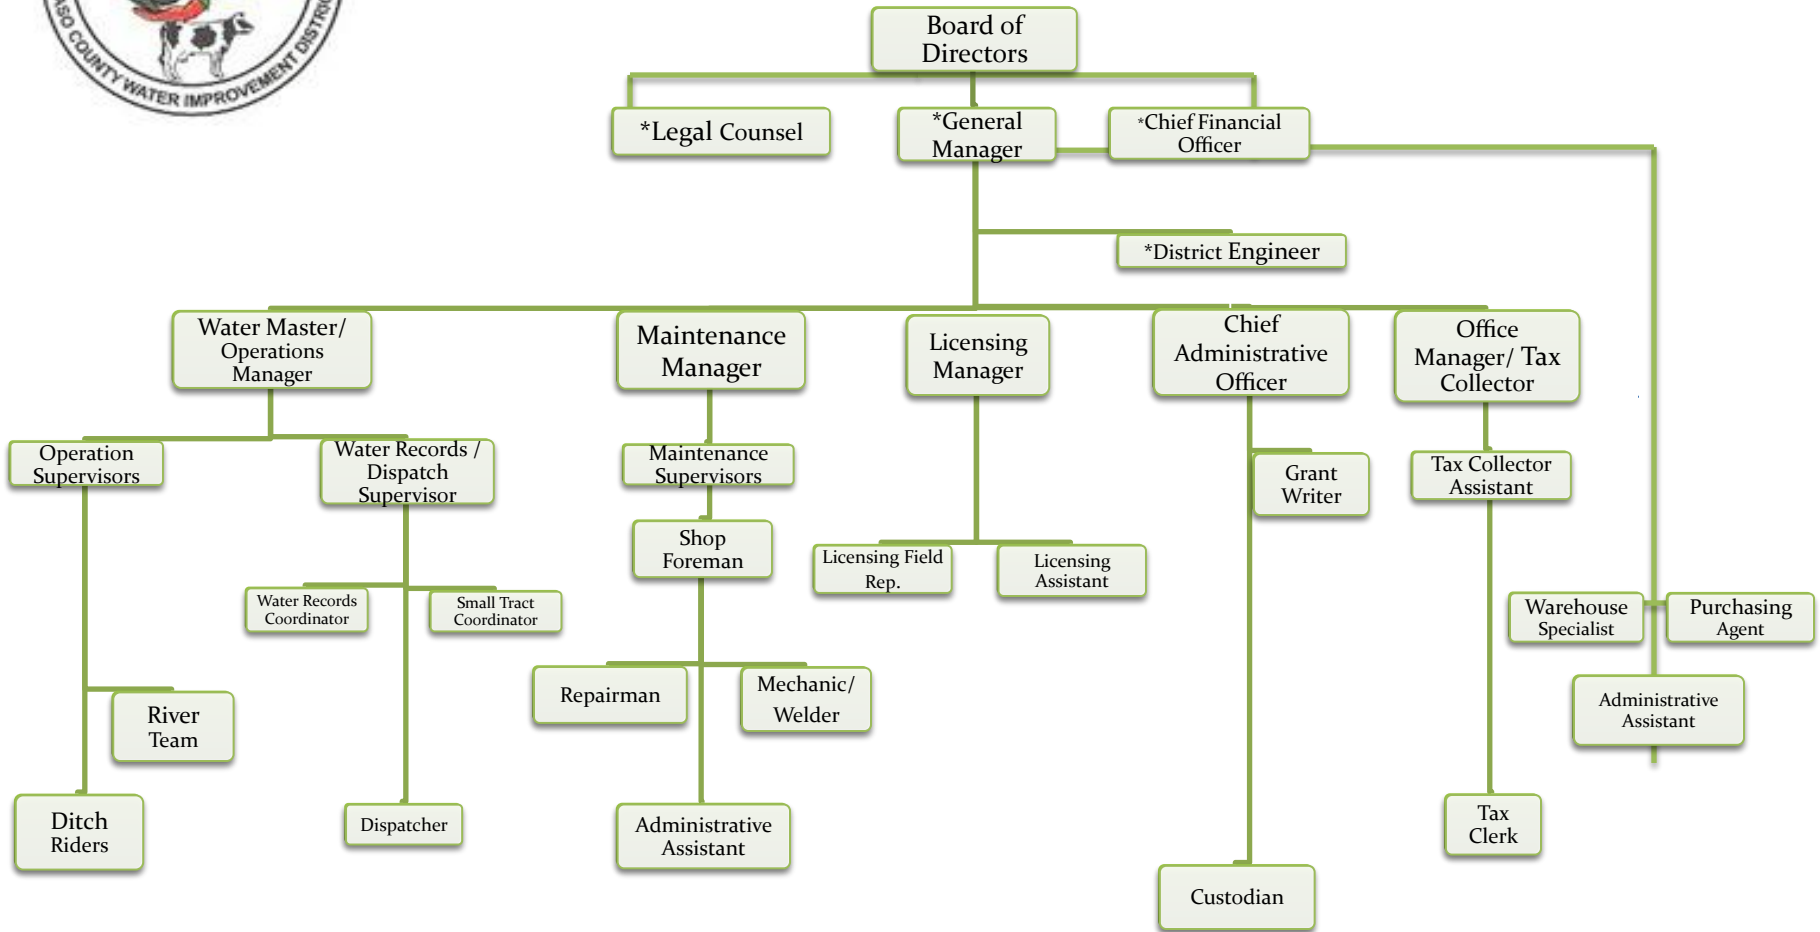 ASO COUNTY WATER IMPROVEMENT DISTRIC
Board of
Directors
*Legal Counsel
*General
Manager
*Chief Financial
Officer
*District Engineer
Water Master/
Operations
Manager
Maintenance
Manager
Licensing
Manager
Chief
Administrative
Officer
Office
Manager/ Tax
Collector
Operation
Supervisors
Water Records /
Dispatch
Supervisor
Maintenance
Supervisors
Grant
Writer
Tax Collector
Assistant
Shop
Foreman
Licensing Field
Rep.
Licensing
Assistant
Water Records
Coordinator
Small Tract
Coordinator
Warehouse
Specialist
Purchasing
Agent
Repairman
Mechanic/
Welder
River
Team
Administrative
Assistant
Ditch
Riders
Dispatcher
Administrative
Assistant
Tax
Clerk
Custodian